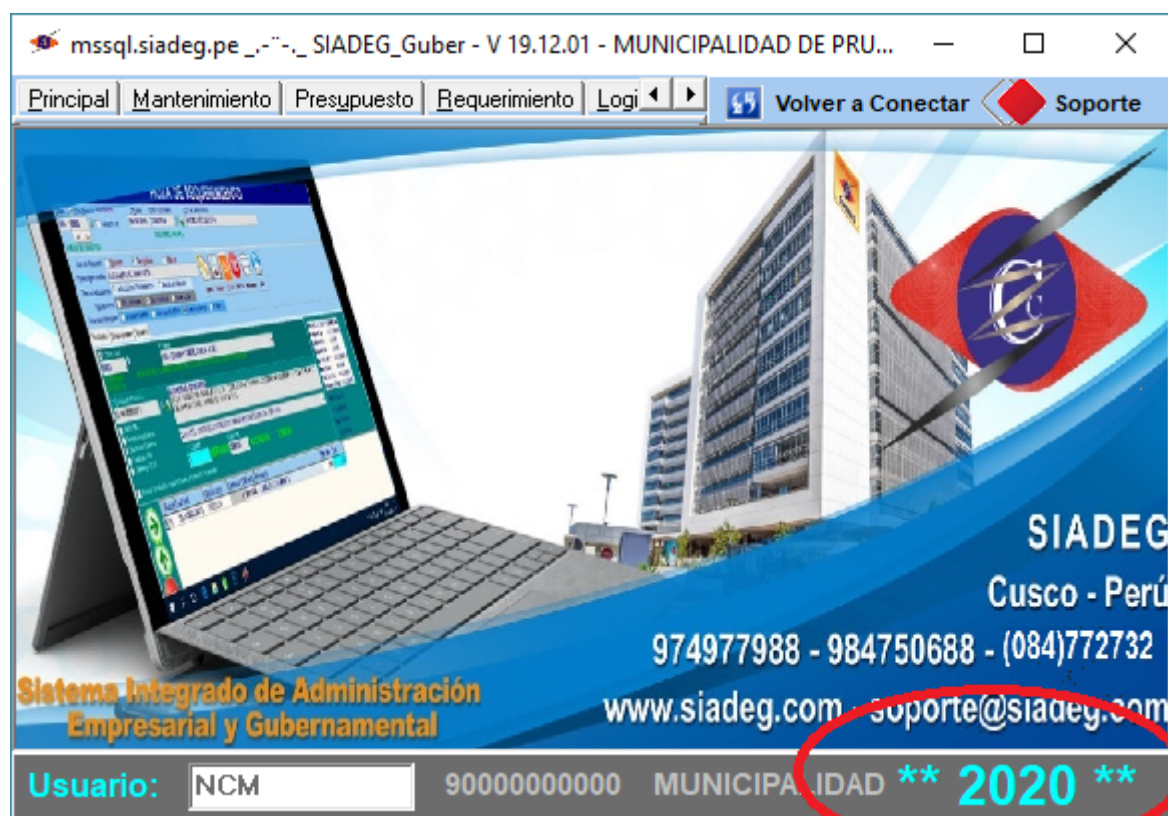 mssql.siadeg.pe _.-¨-._ SIADEG_Guber - V 19.12.01 - MUNICIPALIDAD DE PRU...
Principal Mantenimiento Presupuesto Requerimiento Logi Volver a Conectar Soporte
SIADEG
Cusco - Perú
974977988 - 984750688 - (084)772732
www.siadeg.com - soporte@siadeg.com
Sistema Integrado de Administración
Empresarial y Gubernamental
Usuario: NCM 90000000000 MUNICIPALIDAD ** 2020 **